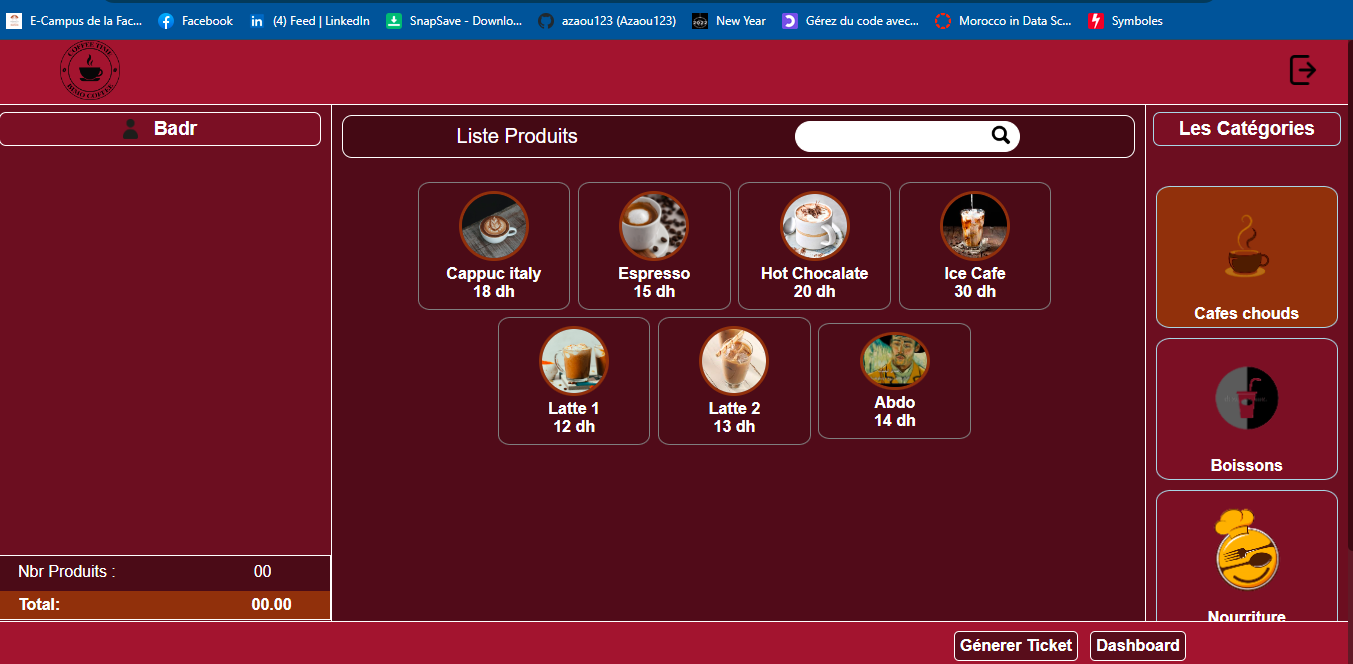 E-Campus de la Fac...
Facebook
(4) Feed | LinkedIn
SnapSave - Downlo...
azaou123 (Azaou123)
New Year
Gérez du code avec...
Morocco in Data Sc...
Symboles
COFFEE TIME
Badr
Liste Produits
Les Catégories
Cappuc italy
18 dh
Espresso
15 dh
Hot Chocalate
20 dh
Ice Cafe
30 dh
Cafes chouds
Latte 1
12 dh
Latte 2
13 dh
Abdo
14 dh
Boissons
Nbr Produits : 00
Total: 00.00
Nourriture
Génerer Ticket
Dashboard